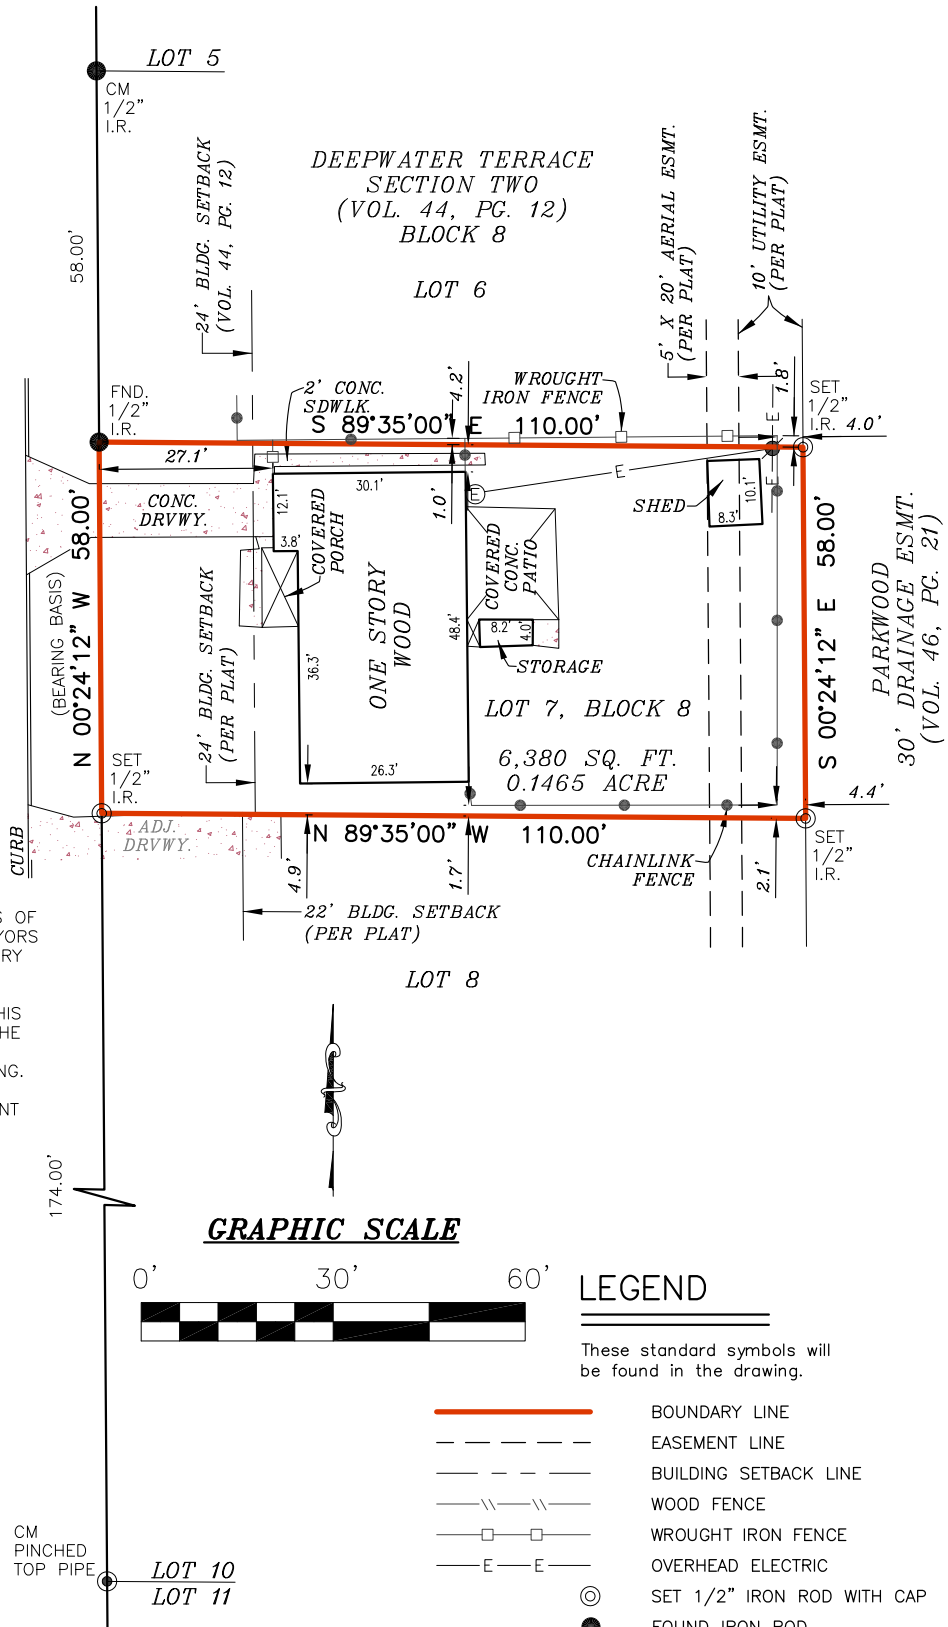 LOT 5
CM
1/2"
I.R.
58.00'
24' BLDG. SETBACK
(VOL. 44, PG. 12)
DEEPWATER TERRACE
SECTION TWO
(VOL. 44, PG. 12)
BLOCK 8
LOT 6
5' X 20' AERIAL ESMT.
(PER PLAT)
10' UTILITY ESMT.
(PER PLAT)
FND.
1/2"
I.R.
2' CONC.
SDWLK.
4.2'
WROUGHT
IRON FENCE
1.8'
SET
1/2"
I.R.
4.0'
S 89°35'00" E 110.00'
27.1'
E
E
E
E
30.1'
12.1'
1.0'
CONC.
DRVWY.
3.8'
COVERED
PORCH
SHED
10.1'
8.3'
COVERED
CONC.
PATIO
N 00°24'12" W 58.00'
(BEARING BASIS)
24' BLDG. SETBACK
(PER PLAT)
36.3'
ONE STORY
WOOD
48.4'
8.2'
4.0'
STORAGE
S 00°24'12" E 58.00'
PARKWOOD
30' DRAINAGE ESMT.
(VOL. 46, PG. 21)
LOT 7, BLOCK 8
6,380 SQ. FT.
0.1465 ACRE
26.3'
SET
1/2"
I.R.
4.4'
CURB
ADJ.
DRVWY.
N 89°35'00" W 110.00'
4.9'
1.7'
CHAINLINK
FENCE
2.1'
SET
1/2"
I.R.
22' BLDG. SETBACK
(PER PLAT)
LOT 8
S OF
YORS
RY
HIS
HE
NG.
NT
174.00'
GRAPHIC SCALE
0' 30' 60'
LEGEND
These standard symbols will
be found in the drawing.
BOUNDARY LINE
EASEMENT LINE
BUILDING SETBACK LINE
WOOD FENCE
WROUGHT IRON FENCE
E E OVERHEAD ELECTRIC
SET 1/2" IRON ROD WITH CAP
FOUND IRON ROD
CM
PINCHED
TOP PIPE
LOT 10
LOT 11